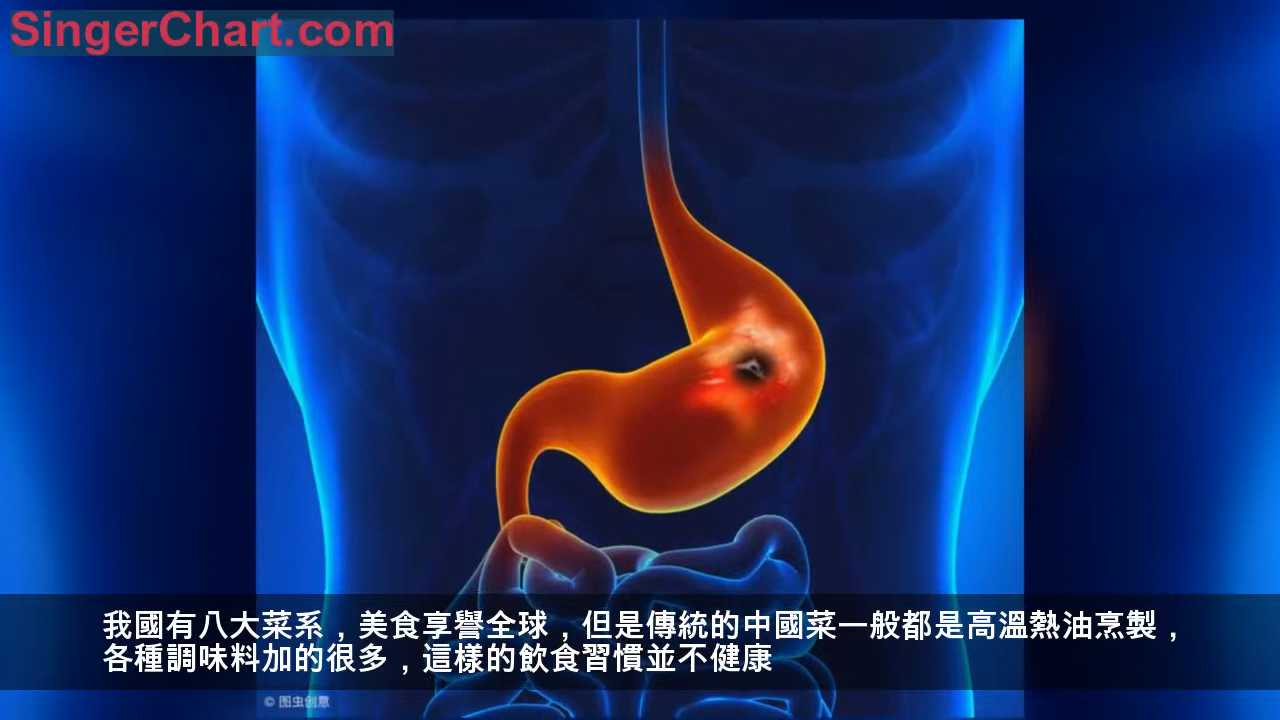 SingerChart.com
我國有八大菜系，美食享譽全球，但是傳統的中國菜一般都是高溫熱油烹製，
各種調味料加的很多，這樣的飲食習慣並不健康
© 图虫创意